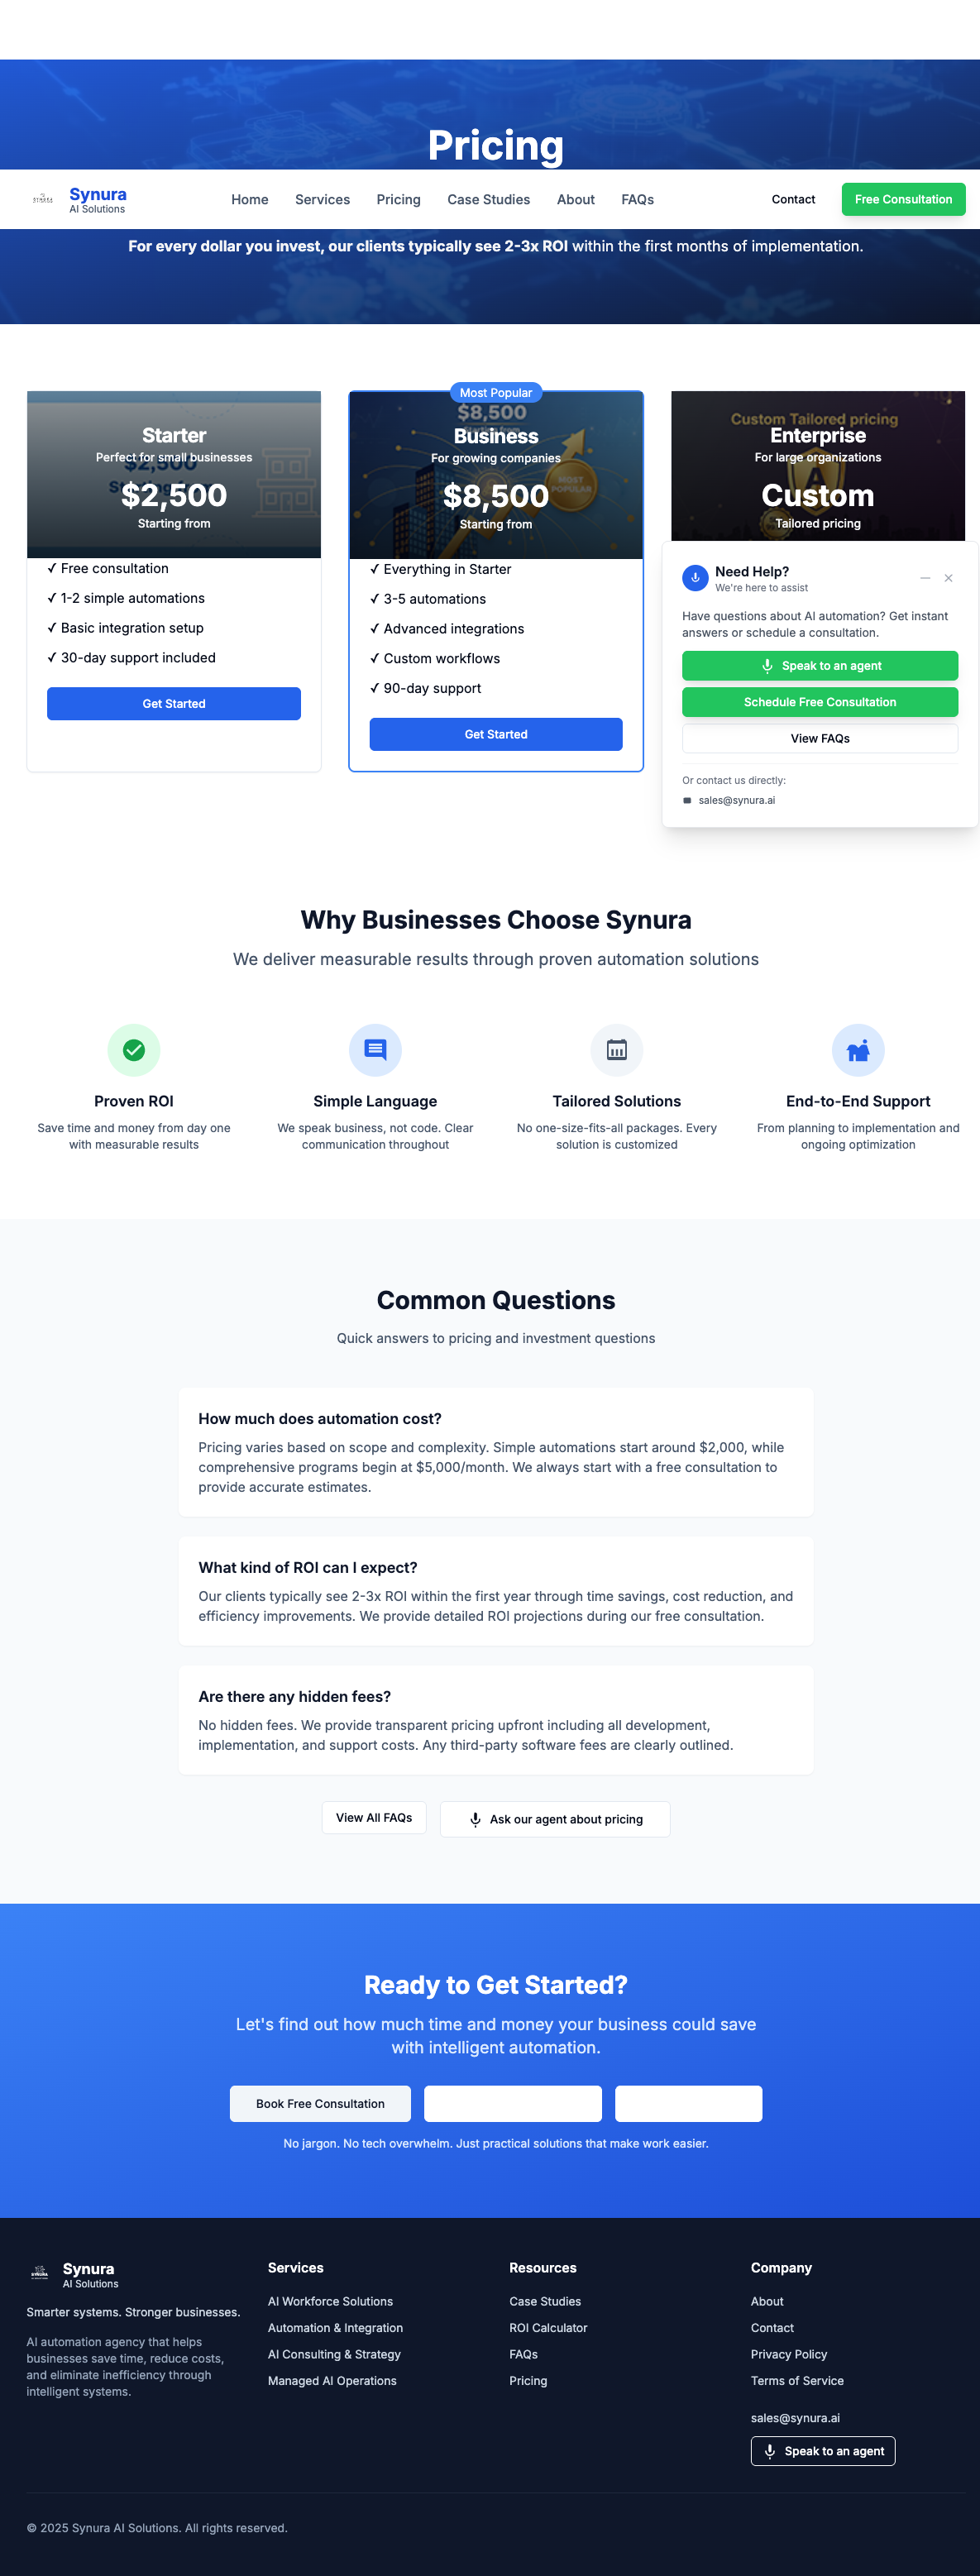 Pricing
Synura
AI Solutions
Home
Services
Pricing
Case Studies
About
FAQs
Contact
Free Consultation
For every dollar you invest, our clients typically see 2-3x ROI within the first months of implementation.
Starter
Perfect for small businesses
$2,500
$2,500
Starting from
Most Popular
$8,500
Business
For growing companies
$8,500
MOST POPULAR
Starting from
Custom Tailored pricing
Enterprise
For large organizations
Custom
Tailored pricing
✓ Free consultation
✓ 1-2 simple automations
✓ Basic integration setup
✓ 30-day support included
Get Started
✓ Everything in Starter
✓ 3-5 automations
✓ Advanced integrations
✓ Custom workflows
✓ 90-day support
Get Started
Need Help?
We're here to assist
Have questions about AI automation? Get instant
answers or schedule a consultation.
Speak to an agent
Schedule Free Consultation
View FAQs
Or contact us directly:
sales@synura.ai
Why Businesses Choose Synura
We deliver measurable results through proven automation solutions
Proven ROI
Save time and money from day one
with measurable results
Simple Language
We speak business, not code. Clear
communication throughout
Tailored Solutions
No one-size-fits-all packages. Every
solution is customized
End-to-End Support
From planning to implementation and
ongoing optimization
Common Questions
Quick answers to pricing and investment questions
How much does automation cost?
Pricing varies based on scope and complexity. Simple automations start around $2,000, while
comprehensive programs begin at $5,000/month. We always start with a free consultation to
provide accurate estimates.
What kind of ROI can I expect?
Our clients typically see 2-3x ROI within the first year through time savings, cost reduction, and
efficiency improvements. We provide detailed ROI projections during our free consultation.
Are there any hidden fees?
No hidden fees. We provide transparent pricing upfront including all development,
implementation, and support costs. Any third-party software fees are clearly outlined.
View All FAQs
Ask our agent about pricing
Ready to Get Started?
Let's find out how much time and money your business could save
with intelligent automation.
Book Free Consultation
No jargon. No tech overwhelm. Just practical solutions that make work easier.
Synura
AI Solutions
Smarter systems. Stronger businesses.
AI automation agency that helps
businesses save time, reduce costs,
and eliminate inefficiency through
intelligent systems.
Services
AI Workforce Solutions
Automation & Integration
AI Consulting & Strategy
Managed AI Operations
Resources
Case Studies
ROI Calculator
FAQs
Pricing
Company
About
Contact
Privacy Policy
Terms of Service
sales@synura.ai
Speak to an agent
© 2025 Synura AI Solutions. All rights reserved.